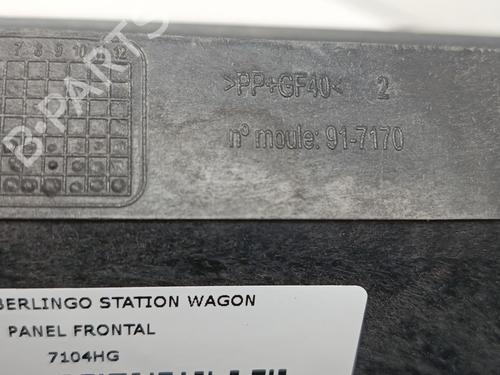 7 8 9 10 11 12
>PP+GF40< 2
nº moule: 91-7170
B-PARTS
BERLINGO STATION WAGON
PANEL FRONTAL
7104HG